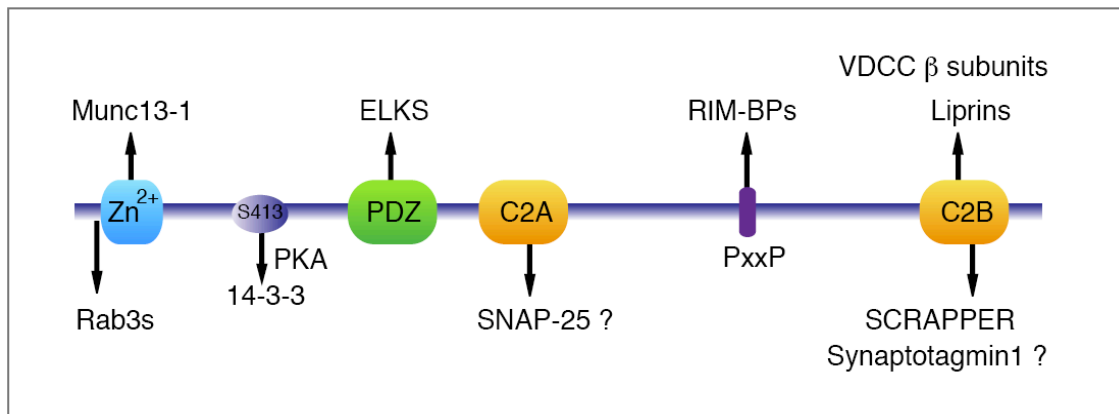 VDCC β subunits
Munc13-1 ELKS RIM-BPs Liprins
Zn2+ S413 PDZ C2A C2B
PKA PxxP
14-3-3
Rab3s SNAP-25 ? SCRAPPER
Synaptotagmin1 ?